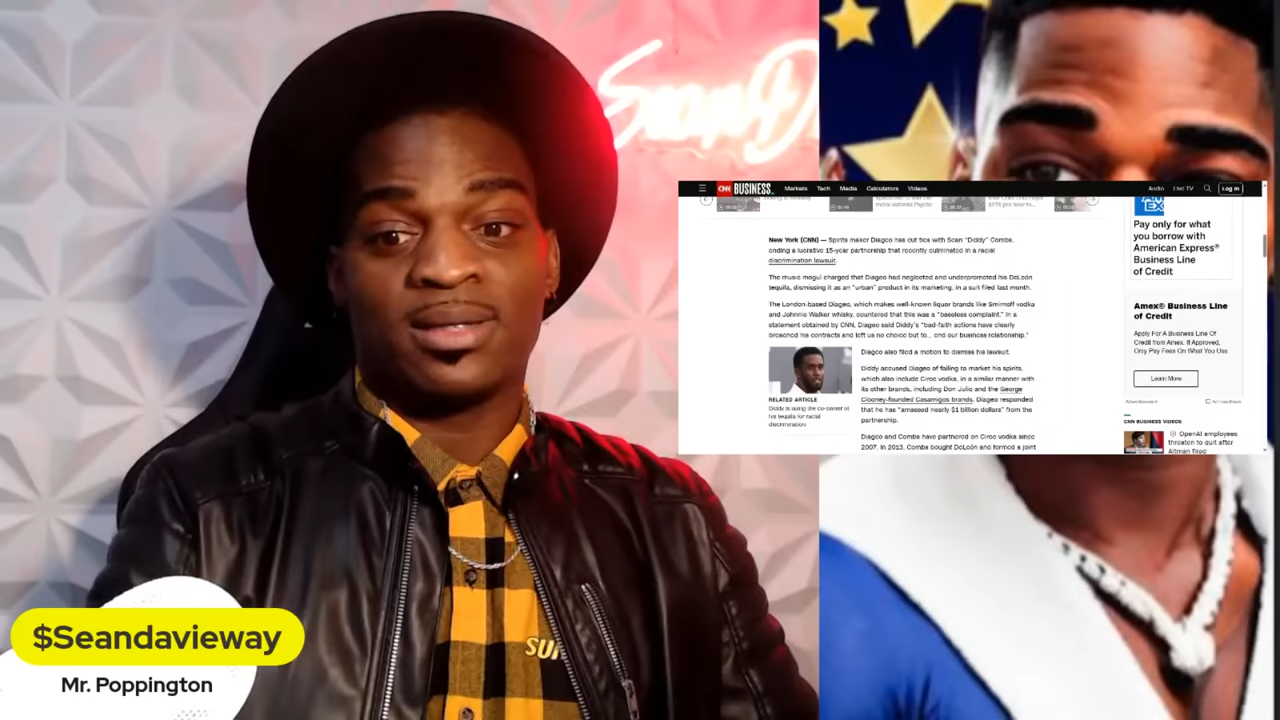 SeanD
$Seandavieway
Mr. Poppington
CNN BUSINESS Markets Tech Media Calculators Videos Audio Live TV Log In
New York (CNN) — Spirits maker Diageo has cut ties with Sean "Diddy" Combs,
ending a lucrative 15-year partnership that recently culminated in a racial
discrimination lawsuit.
The music mogul charged that Diageo had neglected and underpromoted his DeLeón
tequila, dismissing it as an "urban" product in its marketing, in a suit filed last month.
The London-based Diageo, which makes well-known liquor brands like Smirnoff vodka
and Johnnie Walker whisky, countered that this was a "baseless complaint." In a
statement obtained by CNN, Diageo said Diddy's "bad-faith actions have clearly
breached his contracts and left us no choice but to... end our business relationship."
RELATED ARTICLE
Diddy is suing the co-owner of
his tequila for racial
discrimination
Diageo also filed a motion to dismiss his lawsuit.
Diddy accused Diageo of failing to market his spirits,
which also include Ciroc vodka, in a similar manner with
its other brands, including Don Julio and the George
Clooney-founded Casamigos brands. Diageo responded
that he has "amassed nearly $1 billion dollars" from the
partnership.
Diageo and Combs have partnered on Ciroc vodka since
2007. In 2013, Combs bought DeLeón and formed a joint
Pay only for what
you borrow with
American Express®
Business Line
of Credit
Amex® Business Line
of Credit
Apply For A Business Line Of
Credit from Amex. If Approved,
Only Pay Fees On What You Use.
Learn More
Advertisement
Ad Feedback
CNN BUSINESS VIDEOS
OpenAI employees
threaten to quit after
Altman fired
SUN